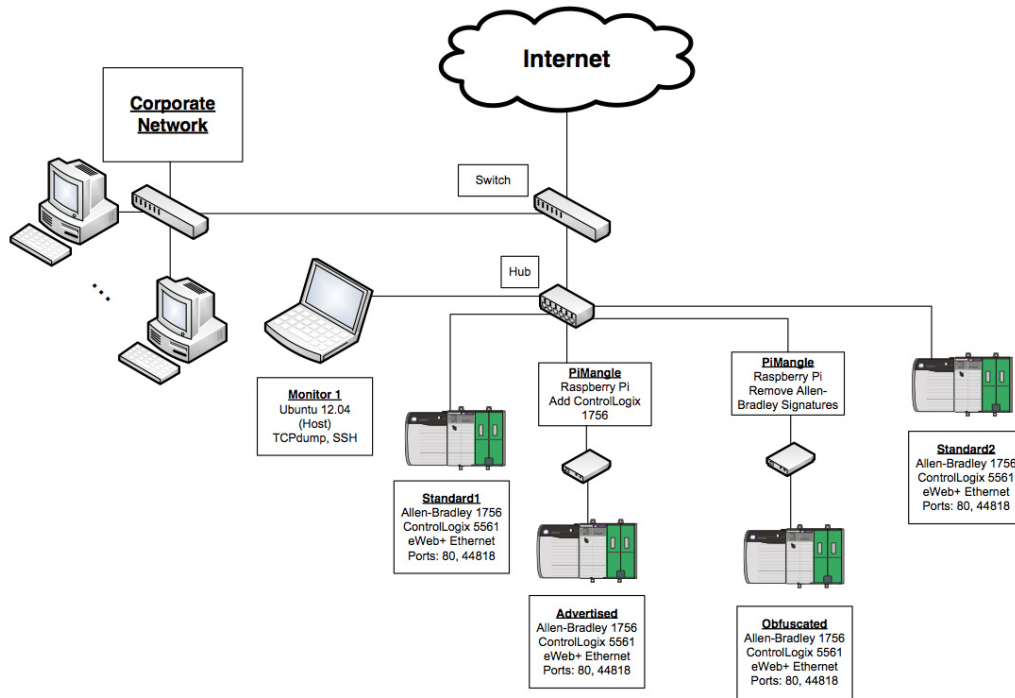 Internet
Corporate
Network
Switch
Hub
Monitor 1
Ubuntu 12.04
(Host)
TCPdump, SSH
PiMangle
Raspberry Pi
Add ControlLogix
1756
PiMangle
Raspberry Pi
Remove Allen-
Bradley Signatures
Standard1
Allen-Bradley 1756
ControlLogix 5561
eWeb+ Ethernet
Ports: 80, 44818
Standard2
Allen-Bradley 1756
ControlLogix 5561
eWeb+ Ethernet
Ports: 80, 44818
Advertised
Allen-Bradley 1756
ControlLogix 5561
eWeb+ Ethernet
Ports: 80, 44818
Obfuscated
Allen-Bradley 1756
ControlLogix 5561
eWeb+ Ethernet
Ports: 80, 44818